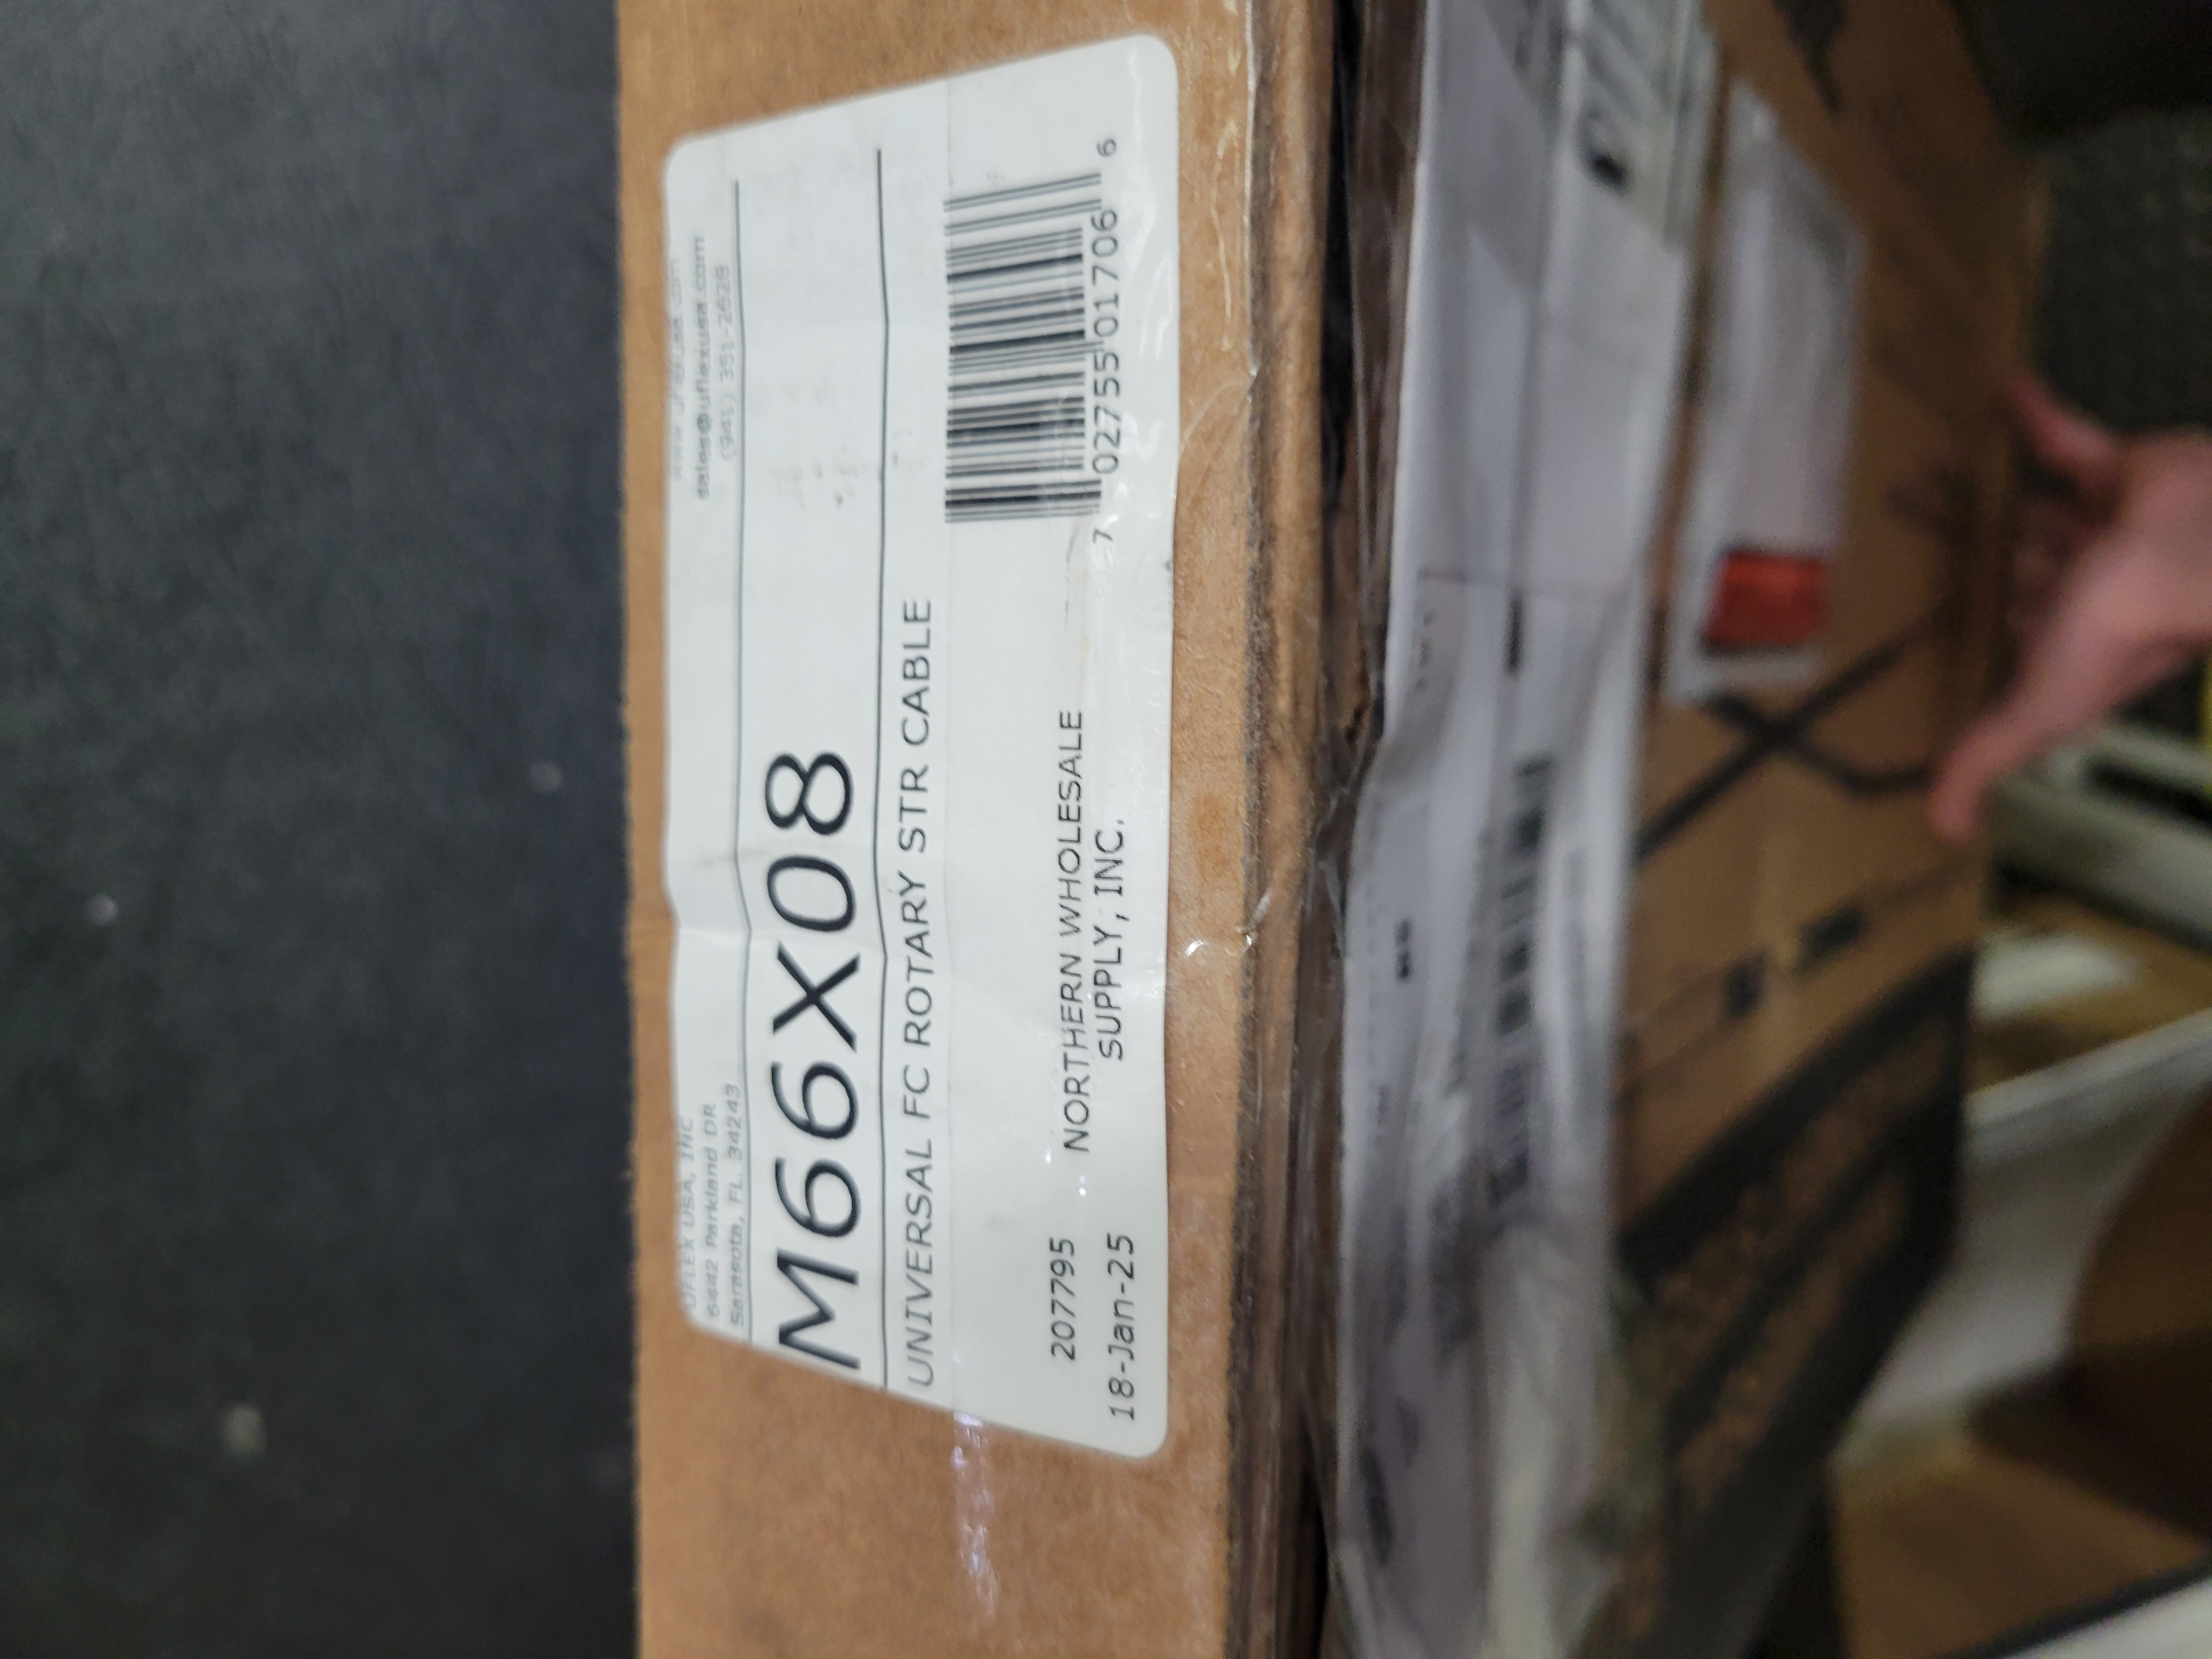 UFLEX USA, INC
6442 Parkland DR
Sarasota, FL. 34243
www.uflexusa.com
sales@uflexusa.com
(941) 351-2628
M66X08
UNIVERSAL FC ROTARY STR CABLE
207795
18-Jan-25
NORTHERN WHOLESALE
SUPPLY, INC.
7 02755 01706 6